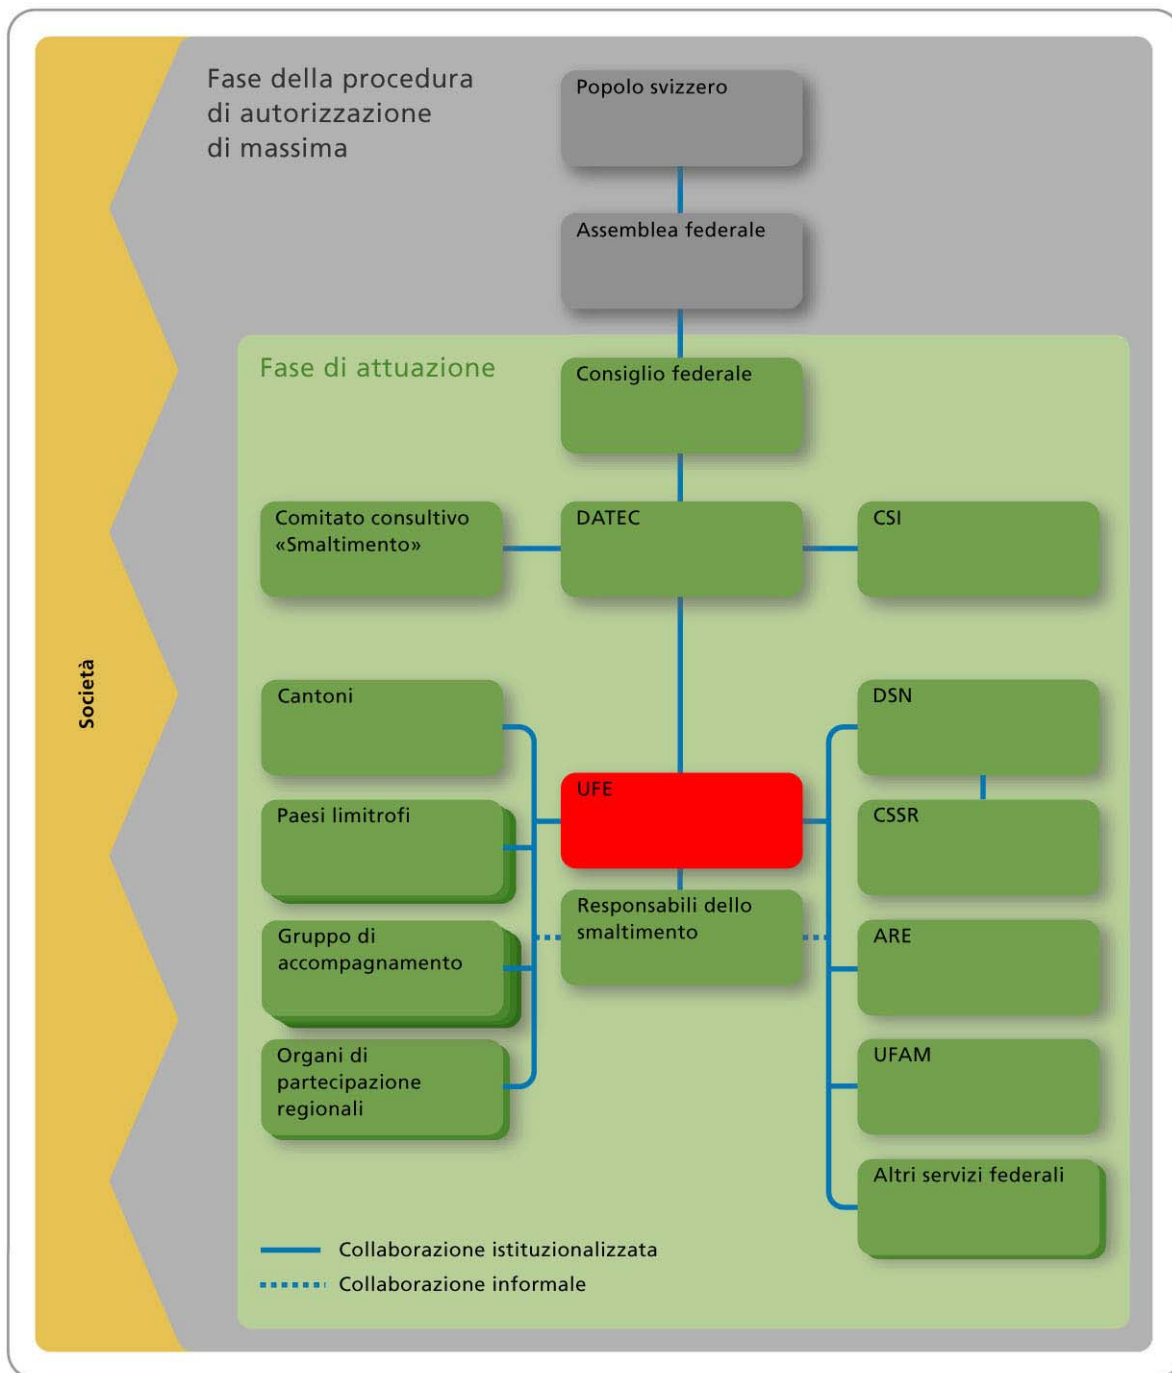 Fase della procedura
di autorizzazione
di massima
Popolo svizzero
Assemblea federale
Fase di attuazione
Consiglio federale
Comitato consultivo
«Smaltimento»
DATEC
CSI
Società
Cantoni
DSN
UFE
Paesi limitrofi
CSSR
Responsabili dello
smaltimento
Gruppo di
accompagnamento
ARE
Organi di
partecipazione
regionali
UFAM
Altri servizi federali
Collaborazione istituzionalizzata
Collaborazione informale